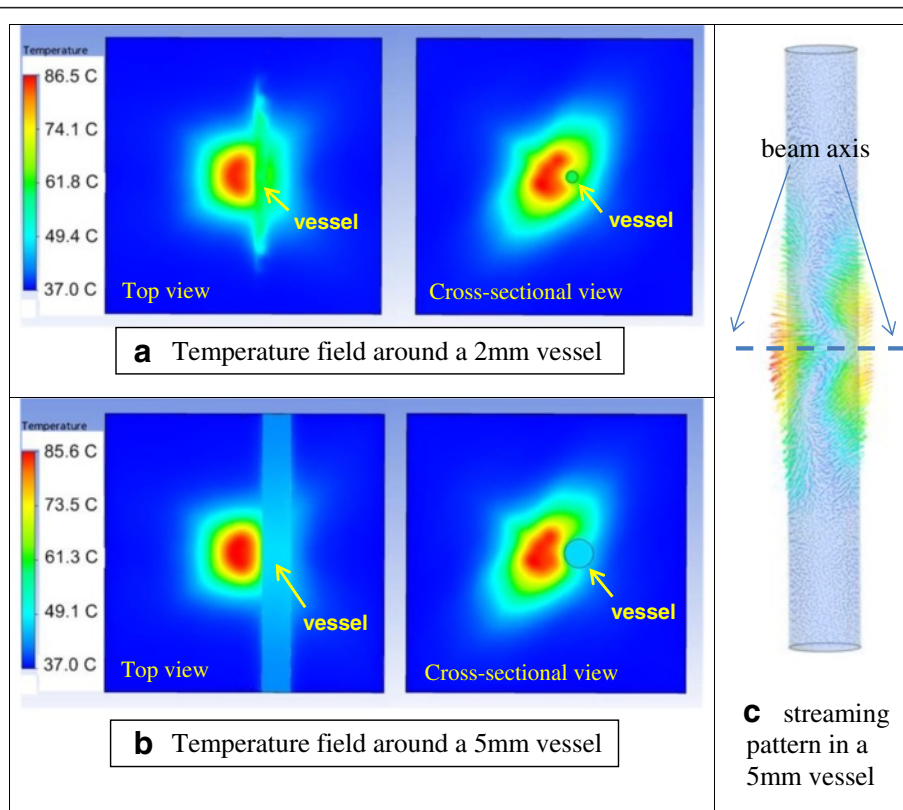 Temperature
86.5 C
74.1 C
61.8 C
49.4 C
37.0 C
vessel
Top view
vessel
Cross-sectional view
a Temperature field around a 2mm vessel
Temperature
85.6 C
73.5 C
61.3 C
49.1 C
37.0 C
vessel
Top view
vessel
Cross-sectional view
b Temperature field around a 5mm vessel
beam axis
c streaming
pattern in a
5mm vessel